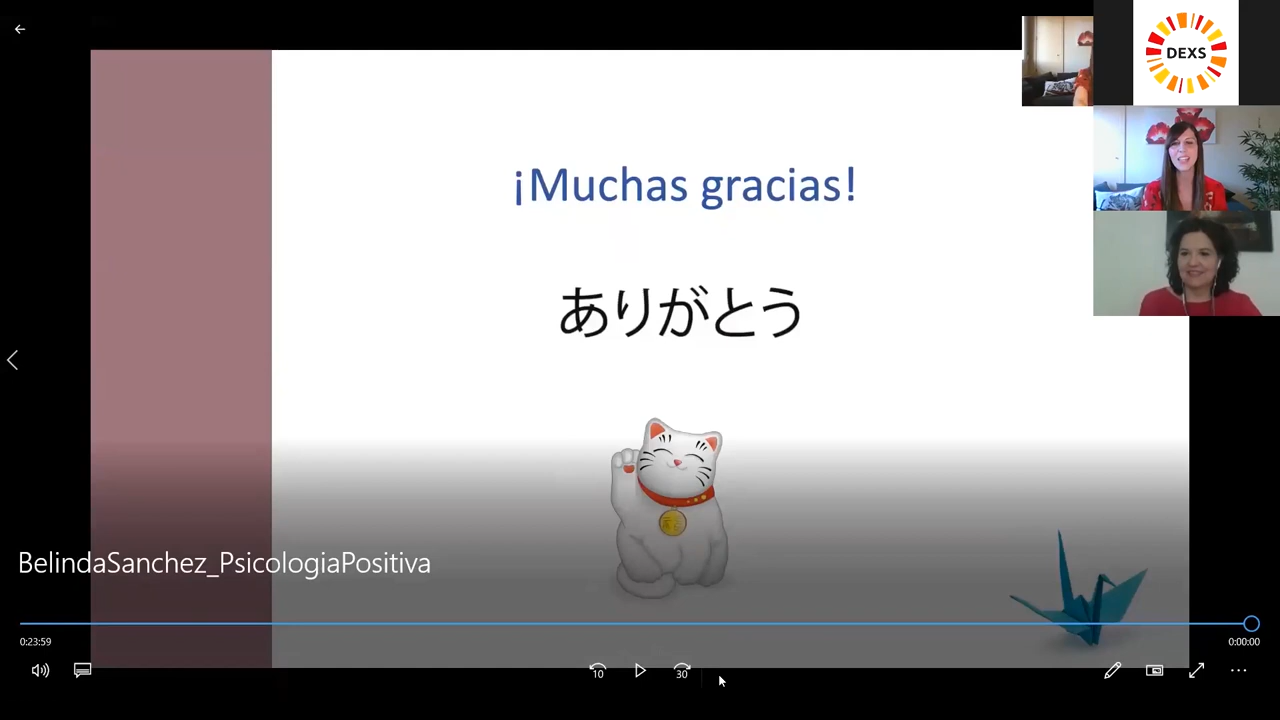 DEXS
¡Muchas gracias!
ありがとう
BelindaSanchez_PsicologiaPositiva
0:23:59
0:00:00
10
30